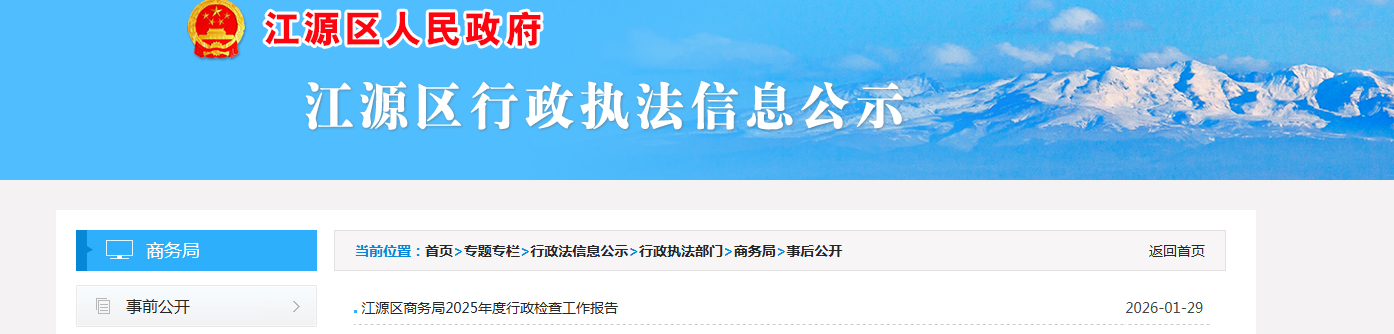 江源区人民政府
江源区行政执法信息公示
商务局
当前位置：首页>专题专栏>行政法信息公示>行政执法部门>商务局>事后公开 返回首页
事前公开
江源区商务局2025年度行政检查工作报告 2026-01-29